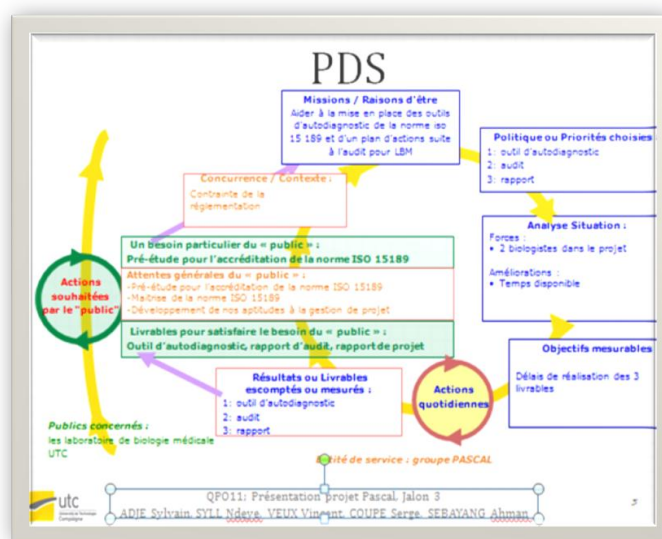 PDS
Missions / Raisons d'être
Aider à la mise en place des outils
d'autodiagnostic de la norme iso
15 189 et d'un plan d'actions suite
à l'audit pour LBM
Politique ou Priorités choisies
1: outil d'autodiagnostic
2: audit
3: rapport
Concurrence / Contexte :
Contrainte de la
réglementation
Analyse Situation :
Forces :
• 2 biologistes dans le projet
Améliorations :
• Temps disponible
Un besoin particulier du « public » :
Pré-étude pour l'accréditation de la norme ISO 15189
Attentes générales du « public » :
-Pré-étude pour l'accréditation de la norme ISO 15189
-Maitrise de la norme ISO 15189
-Développement de nos aptitudes à la gestion de projet
Livrables pour satisfaire le besoin du « public » :
Outil d'autodiagnostic, rapport d'audit, rapport de projet
Actions
souhaitées
par le "public"
Objectifs mesurables
Délais de réalisation des 3
livrables
Résultats ou Livrables
escomptés ou mesurés :
1: outil d'autodiagnostic
2: audit
3: rapport
Actions
quotidiennes
Publics concernés :
les laboratoire de biologie médicale
UTC
Entité de service : groupe PASCAL
utc
Université de Technologie
Compiègne
QP011; Présentation projet Pascal, Jalon 3
ADJE Sylvain, SYLL Ndeye, VEUX Vincent, COUPE Serge, SEBAYANG Ahman
5